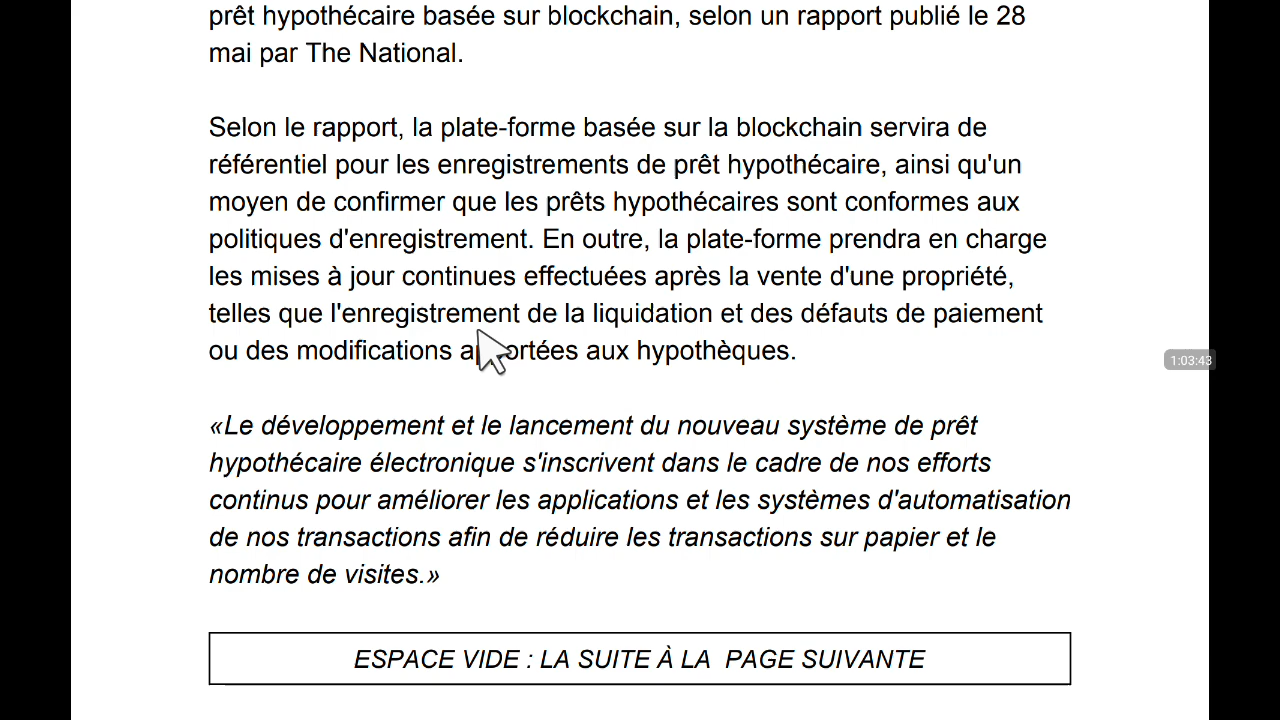 prêt hypothécaire basée sur blockchain, selon un rapport publié le 28
mai par The National.
Selon le rapport, la plate-forme basée sur la blockchain servira de
référentiel pour les enregistrements de prêt hypothécaire, ainsi qu'un
moyen de confirmer que les prêts hypothécaires sont conformes aux
politiques d'enregistrement. En outre, la plate-forme prendra en charge
les mises à jour continues effectuées après la vente d'une propriété,
telles que l'enregistrement de la liquidation et des défauts de paiement
ou des modifications apportées aux hypothèques.
1:03:43
«Le développement et le lancement du nouveau système de prêt
hypothécaire électronique s'inscrivent dans le cadre de nos efforts
continus pour améliorer les applications et les systèmes d'automatisation
de nos transactions afin de réduire les transactions sur papier et le
nombre de visites.»
ESPACE VIDE : LA SUITE À LA PAGE SUIVANTE